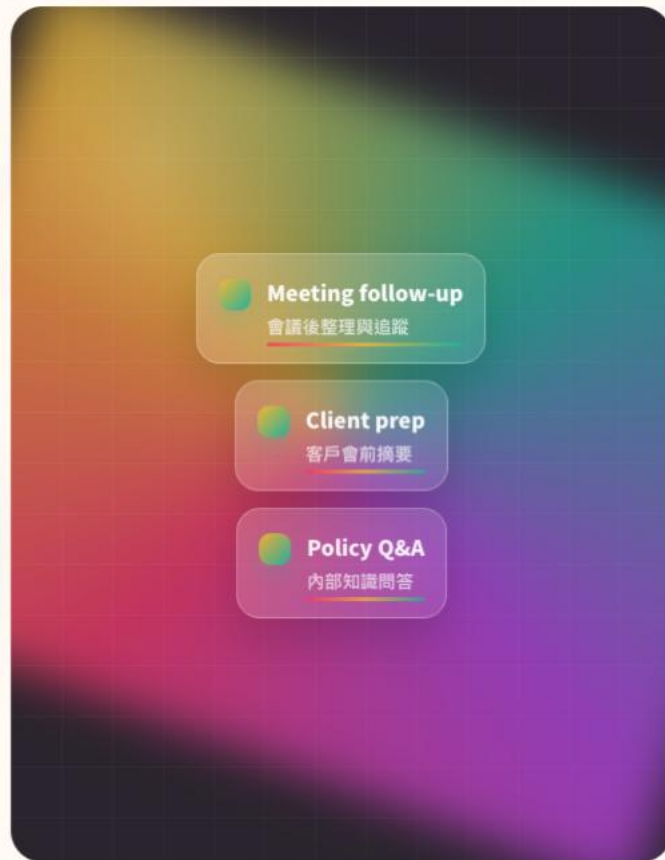 Meeting follow-up
會議後整理與追蹤
Client prep
客戶會前摘要
Policy Q&A
內部知識問答